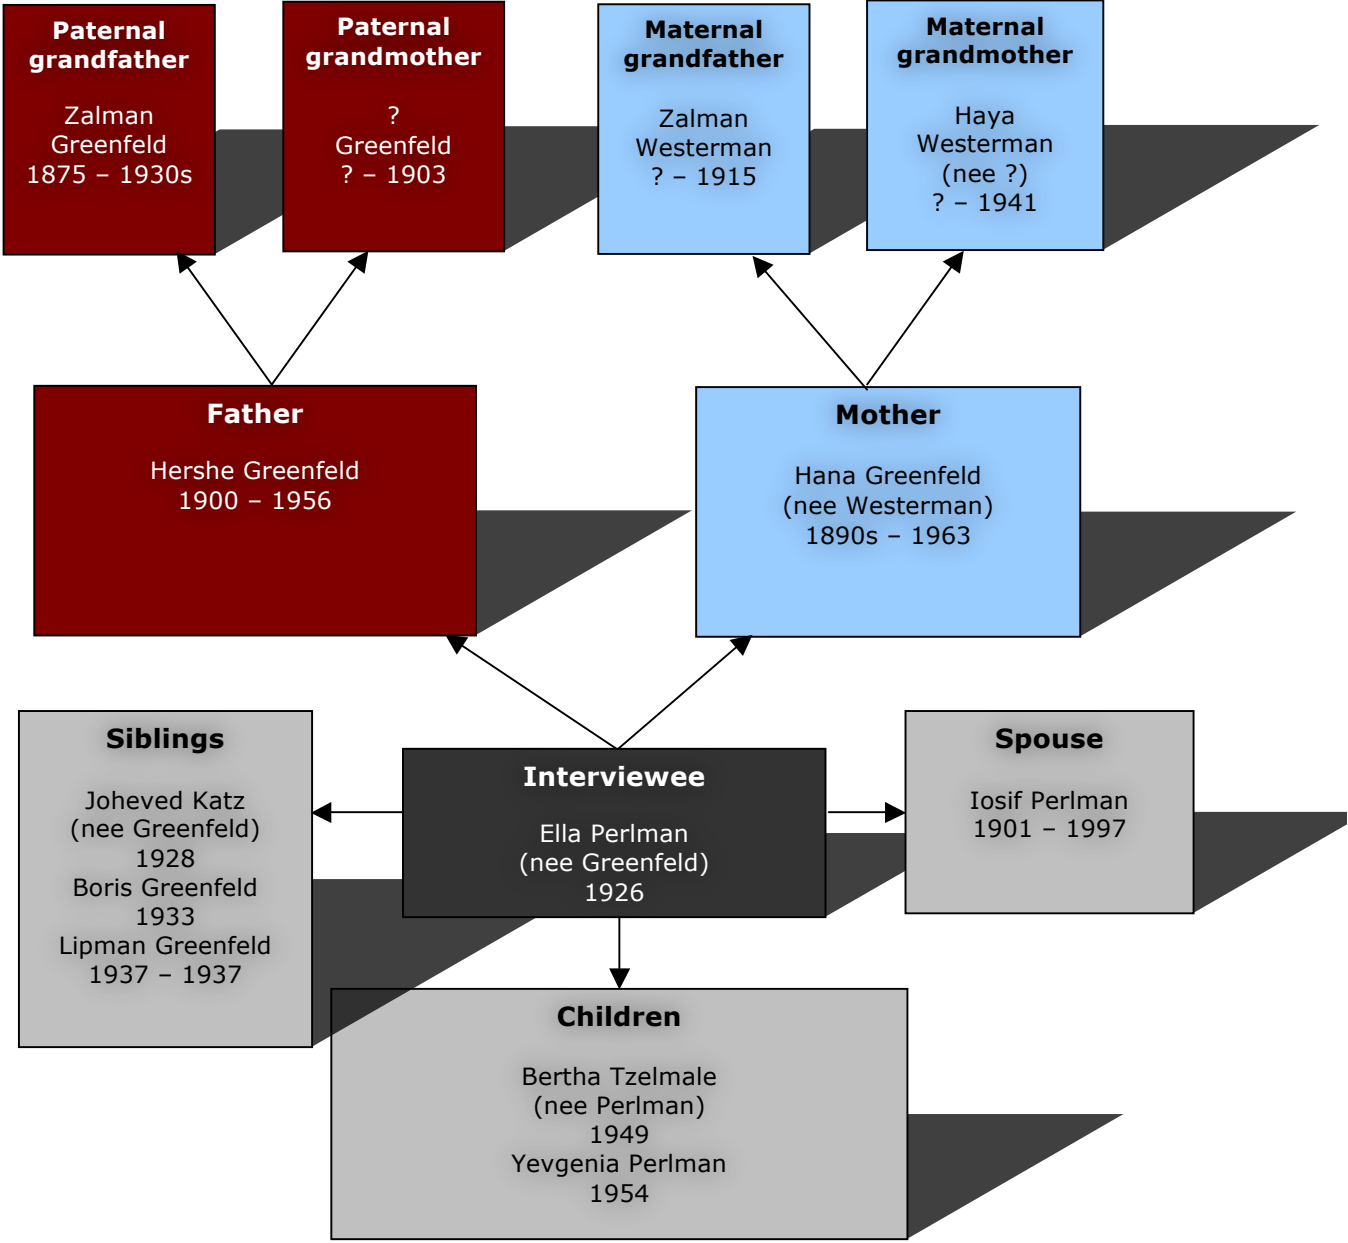 Paternal
grandfather
Zalman
Greenfeld
1875 – 1930s
Paternal
grandmother
?
Greenfeld
? – 1903
Maternal
grandfather
Zalman
Westerman
? – 1915
Maternal
grandmother
Haya
Westerman
(nee ?)
? – 1941
Father
Hershe Greenfeld
1900 – 1956
Mother
Hana Greenfeld
(nee Westerman)
1890s – 1963
Siblings
Joheved Katz
(nee Greenfeld)
1928
Boris Greenfeld
1933
Lipman Greenfeld
1937 – 1937
Interviewee
Ella Perlman
(nee Greenfeld)
1926
Spouse
Iosif Perlman
1901 – 1997
Children
Bertha Tzelmale
(nee Perlman)
1949
Yevgenia Perlman
1954